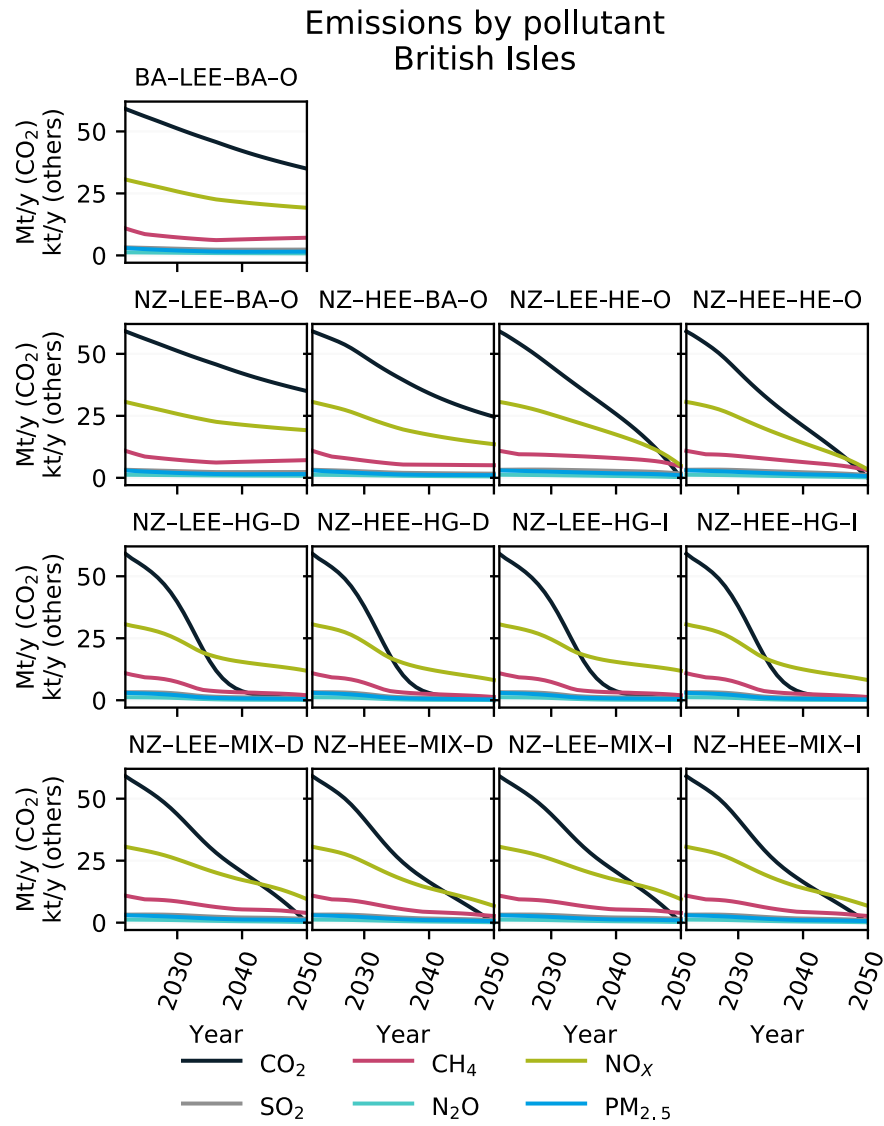 Emissions by pollutant
British Isles
BA–LEE–BA–O
Mt/y (CO₂)
kt/y (others)
50
25
0
NZ–LEE–BA–O NZ–HEE–BA–O NZ–LEE–HE–O NZ–HEE–HE–O
Mt/y (CO₂)
kt/y (others)
50
25
0
NZ–LEE–HG–D NZ–HEE–HG–D NZ–LEE–HG–I NZ–HEE–HG–I
Mt/y (CO₂)
kt/y (others)
50
25
0
NZ–LEE–MIX–D NZ–HEE–MIX–D NZ–LEE–MIX–I NZ–HEE–MIX–I
Mt/y (CO₂)
kt/y (others)
50
25
0
2030 2040 2050 2030 2040 2050 2030 2040 2050 2030 2040 2050
Year Year Year Year
CO₂ CH₄ NOₓ
SO₂ N₂O PM₂,₅